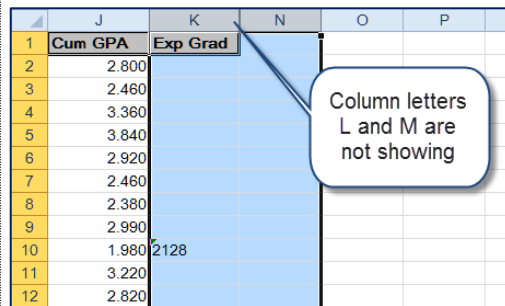 J K N O P
1 Cum GPA Exp Grad
2 2.800
3 2.460
4 3.360
5 3.840
6 2.920
7 2.460
8 2.380
9 2.990
10 1.980 2128
11 3.220
12 2.820
Column letters
L and M are
not showing